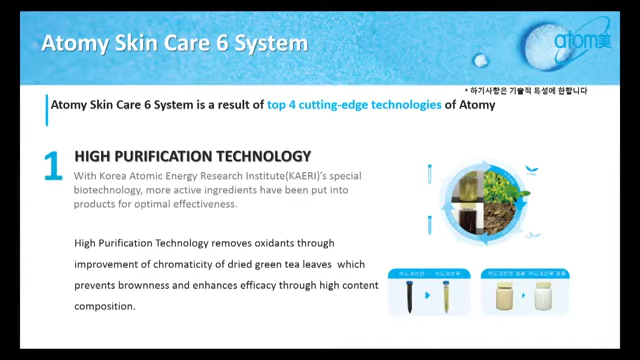 Atomy Skin Care 6 System
atom美
* 하기사항은 기술적 특성에 한합니다
Atomy Skin Care 6 System is a result of top 4 cutting-edge technologies of Atomy
1 HIGH PURIFICATION TECHNOLOGY
With Korea Atomic Energy Research Institute(KAERI)'s special
biotechnology, more active ingredients have been put into
products for optimal effectiveness.
High Purification Technology removes oxidants through
improvement of chromaticity of dried green tea leaves which
prevents brownness and enhances efficacy through high content
composition.